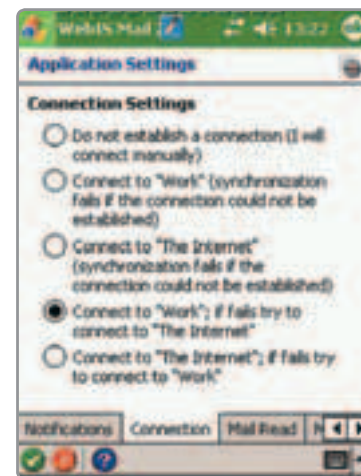 WebIS Mail 13:22
Application Settings
Connection Settings
Do not establish a connection (I will
connect manually)
Connect to "Work" (synchronization
fails if the connection could not be
established)
Connect to "The Internet"
(synchronization fails if the
connection could not be established)
Connect to "Work"; if fails try to
connect to "The Internet"
Connect to "The Internet"; if fails try
to connect to "Work"
Notifications Connection Mail Read